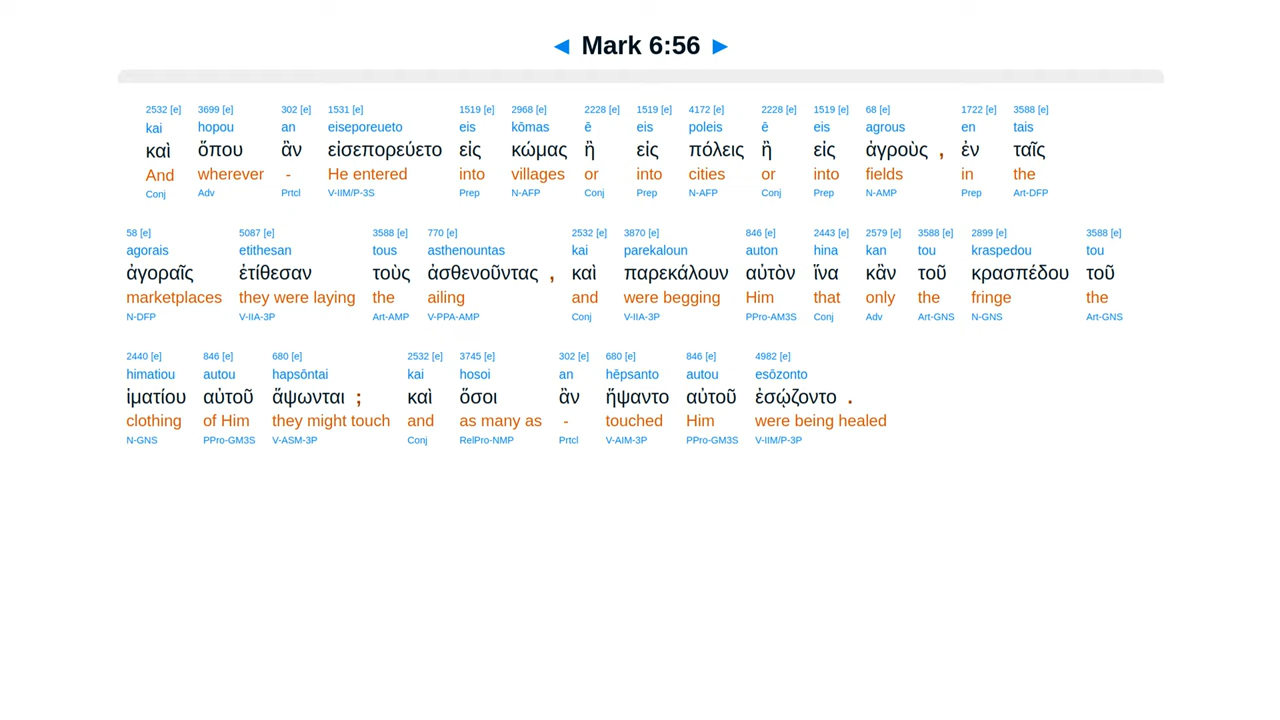 ◄ Mark 6:56 ►
2532 [e] 3699 [e] 302 [e] 1531 [e] 1519 [e] 2968 [e] 2228 [e] 1519 [e] 4172 [e] 2228 [e] 1519 [e] 68 [e] 1722 [e] 3588 [e]
kai hopou an eiseporeueto eis kōmas ē eis poleis ē eis agrous en tais
καὶ ὅπου ἂν εἰσεπορεύετο εἰς κώμας ἢ εἰς πόλεις ἢ εἰς ἀγροὺς , ἐν ταῖς
And wherever - He entered into villages or into cities or into fields in the
Conj Adv Prtcl V-IIM/P-3S Prep N-AFP Conj Prep N-AFP Conj Prep N-AMP Prep Art-DFP
58 [e] 5087 [e] 3588 [e] 770 [e] 2532 [e] 3870 [e] 846 [e] 2443 [e] 2579 [e] 3588 [e] 2899 [e] 3588 [e]
agorais etithesan tous asthenountas kai parekaloun auton hina kan tou kraspedou tou
ἀγοραῖς ἐτίθεσαν τοὺς ἀσθενοῦντας , καὶ παρεκάλουν αὐτὸν ἵνα κἂν τοῦ κρασπέδου τοῦ
marketplaces they were laying the ailing and were begging Him that only the fringe the
N-DFP V-IIA-3P Art-AMP V-PPA-AMP Conj V-IIA-3P PPro-AM3S Conj Adv Art-GNS N-GNS Art-GNS
2440 [e] 846 [e] 680 [e] 2532 [e] 3745 [e] 302 [e] 680 [e] 846 [e] 4982 [e]
himatiou autou hapsōntai kai hosoi an hēpsanto autou esōzonto
ἱματίου αὐτοῦ ἅψωνται ; καὶ ὅσοι ἂν ἥψαντο αὐτοῦ ἐσῴζοντο .
clothing of Him they might touch and as many as - touched Him were being healed
N-GNS PPro-GM3S V-ASM-3P Conj RelPro-NMP Prtcl V-AIM-3P PPro-GM3S V-IIM/P-3P